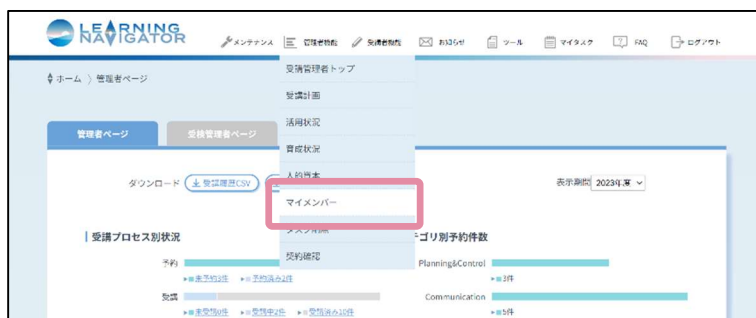 LEARNING
NAVIGATOR
メンテナンス 管理者機能 受講者機能 お知らせ ツール マイタスク FAQ ログアウト
ホーム 〉 管理者ページ
受講管理者トップ
受講計画
活用状況
育成状況
人的資本
マイメンバー
契約確認
管理者ページ 受検管理者ページ
ダウンロード 受講履歴CSV 表示期間 2023年度
受講プロセス別状況
ゴリ別予約件数
予約
未予約3件 予約済み2件
受講
未受講0件 受講中2件 受講済み10件
Planning&Control
3件
Communication
5件